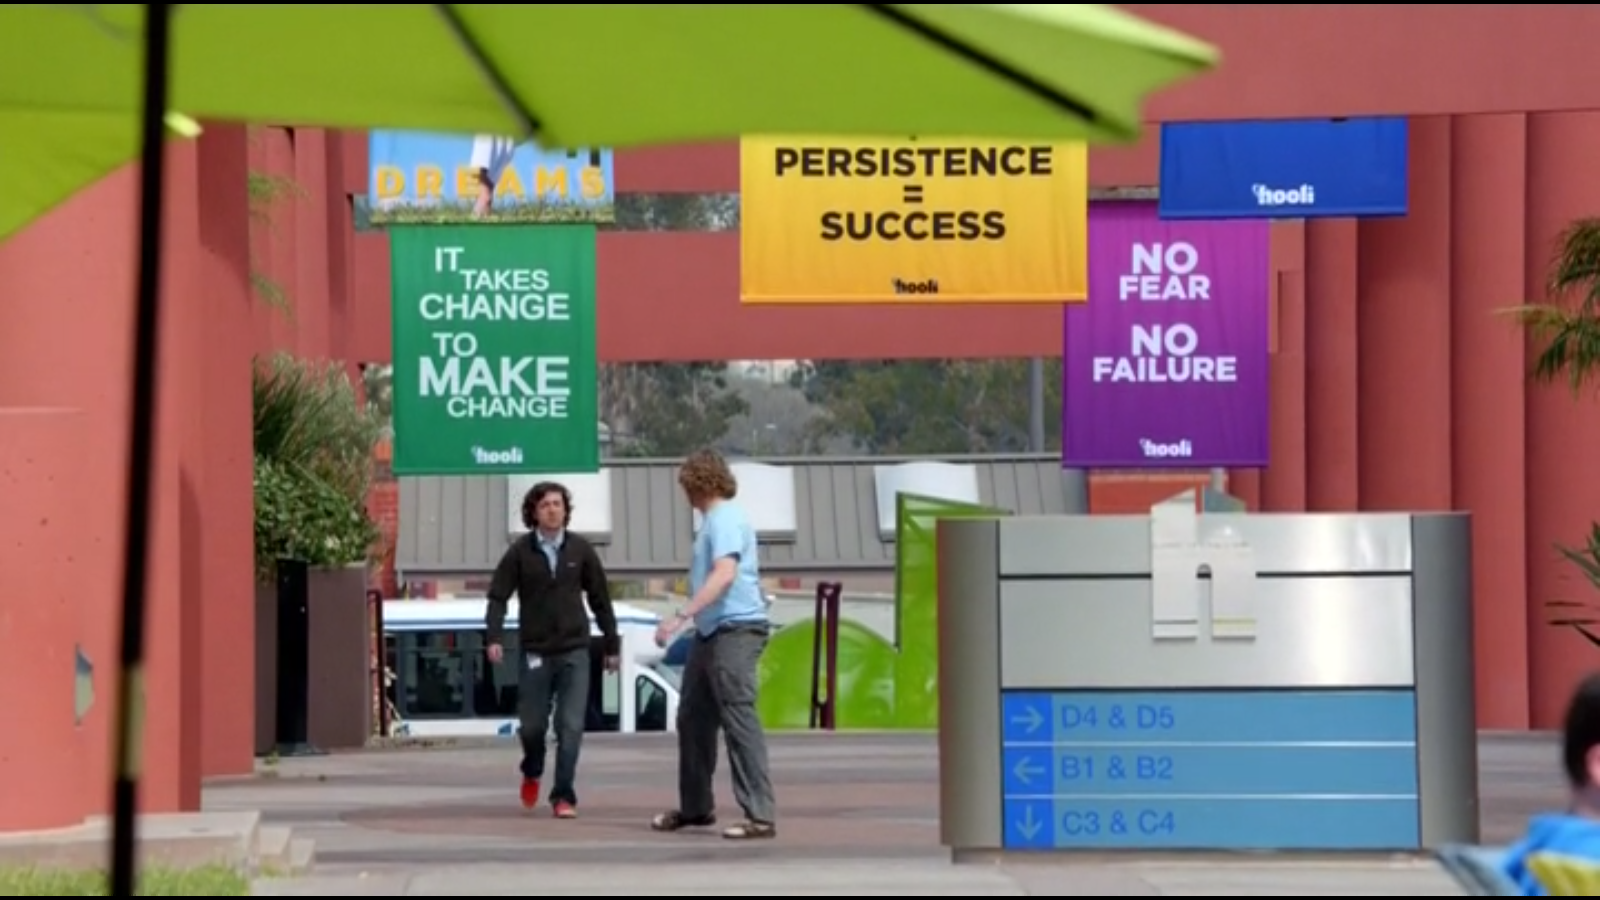 DREAMS
IT
TAKES
CHANGE
TO
MAKE
CHANGE
hooli
PERSISTENCE
=
SUCCESS
hooli
hooli
NO
FEAR
NO
FAILURE
hooli
h
→ D4 & D5
← B1 & B2
↓ C3 & C4